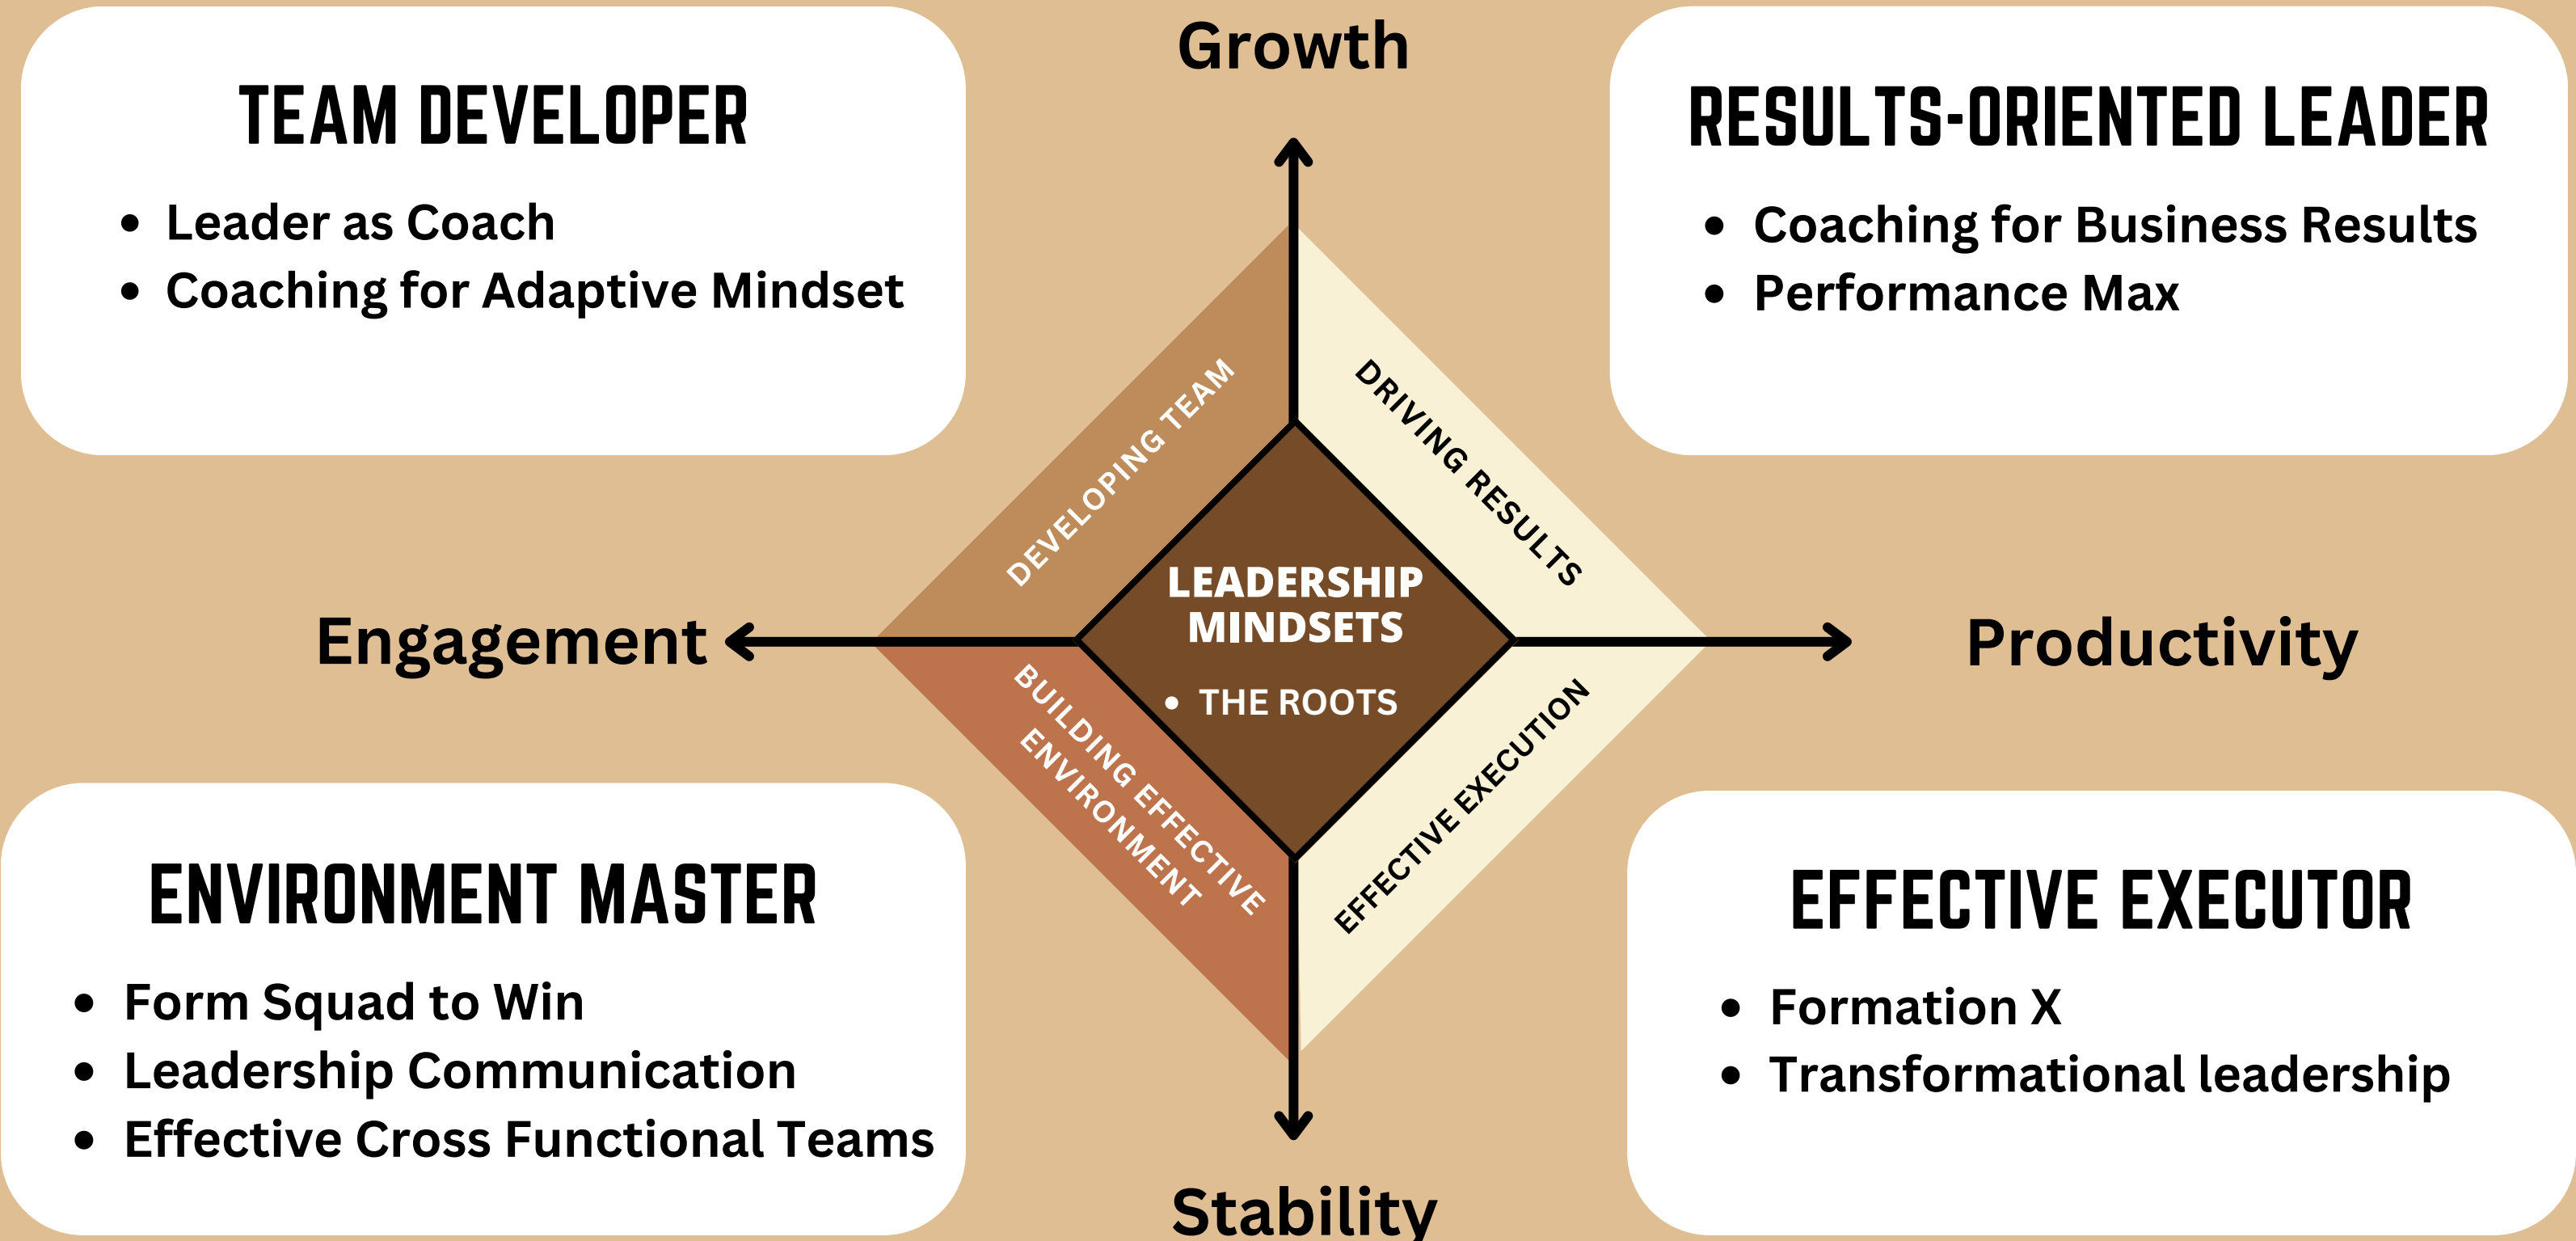 Growth
TEAM DEVELOPER
• Leader as Coach
• Coaching for Adaptive Mindset
RESULTS-ORIENTED LEADER
• Coaching for Business Results
• Performance Max
DEVELOPING TEAM
DRIVING RESULTS
Engagement
LEADERSHIP
MINDSETS
• THE ROOTS
Productivity
BUILDING EFFECTIVE
ENVIRONMENT
EFFECTIVE EXECUTION
ENVIRONMENT MASTER
• Form Squad to Win
• Leadership Communication
• Effective Cross Functional Teams
EFFECTIVE EXECUTOR
• Formation X
• Transformational leadership
Stability